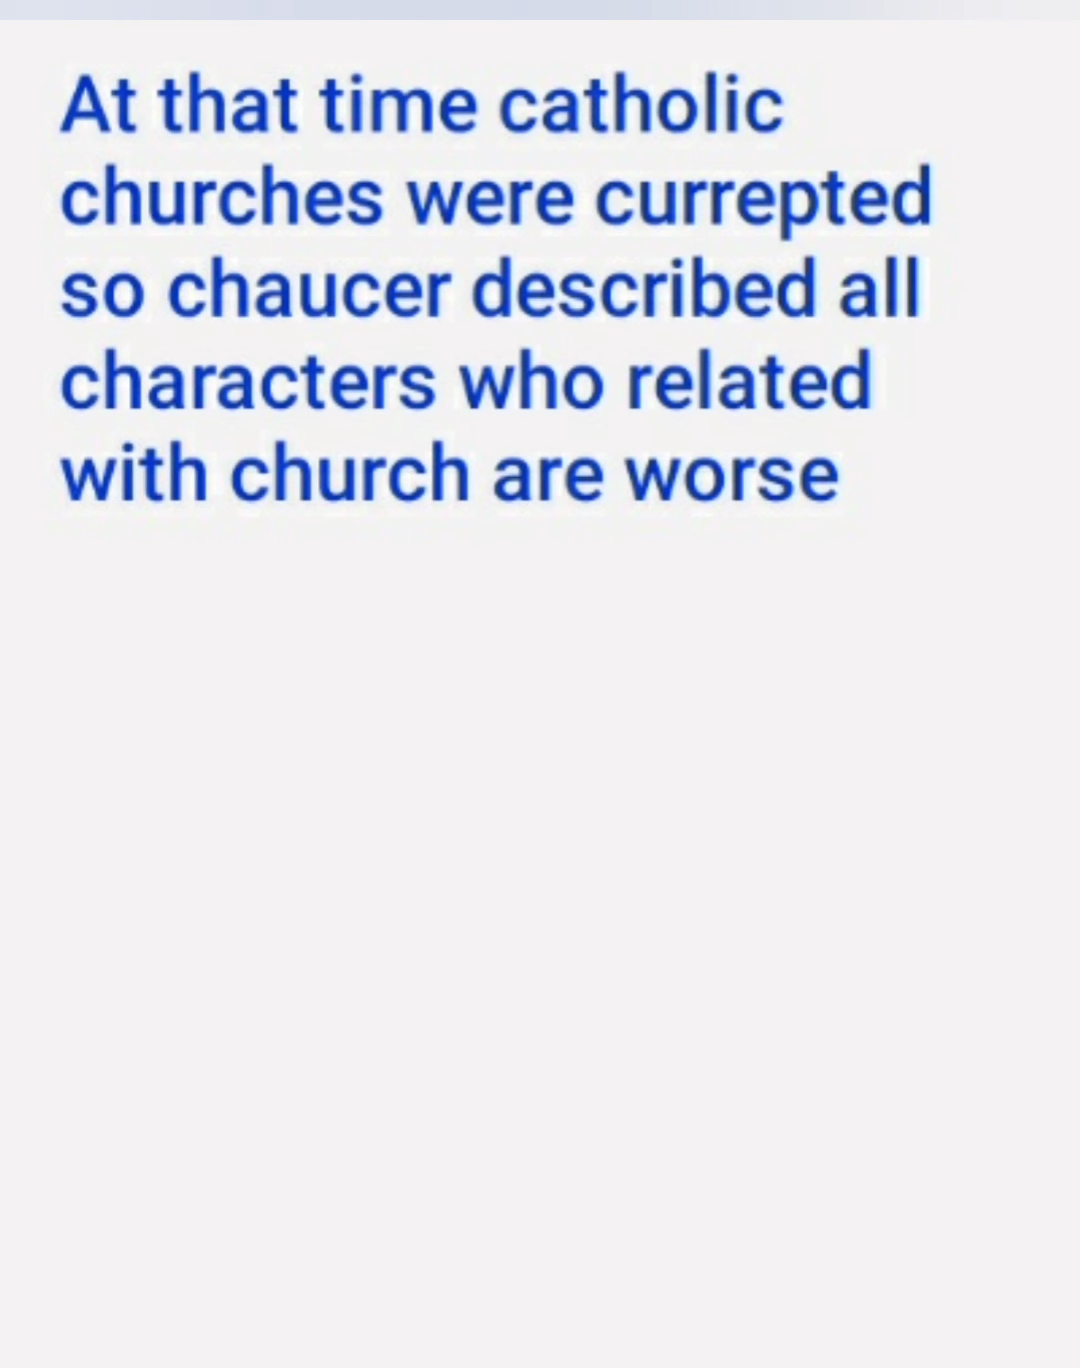 At that time catholic
churches were currepted
so chaucer described all
characters who related
with church are worse